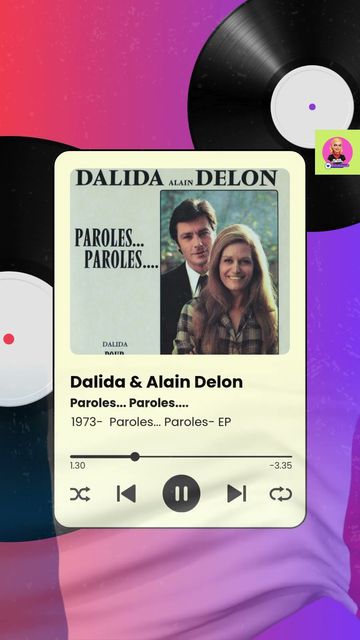 DALIDA ALAIN DELON
PAROLES...
PAROLES....
DALIDA
POUR
Dalida & Alain Delon
Paroles... Paroles....
1973- Paroles... Paroles- EP
1.30 -3.35